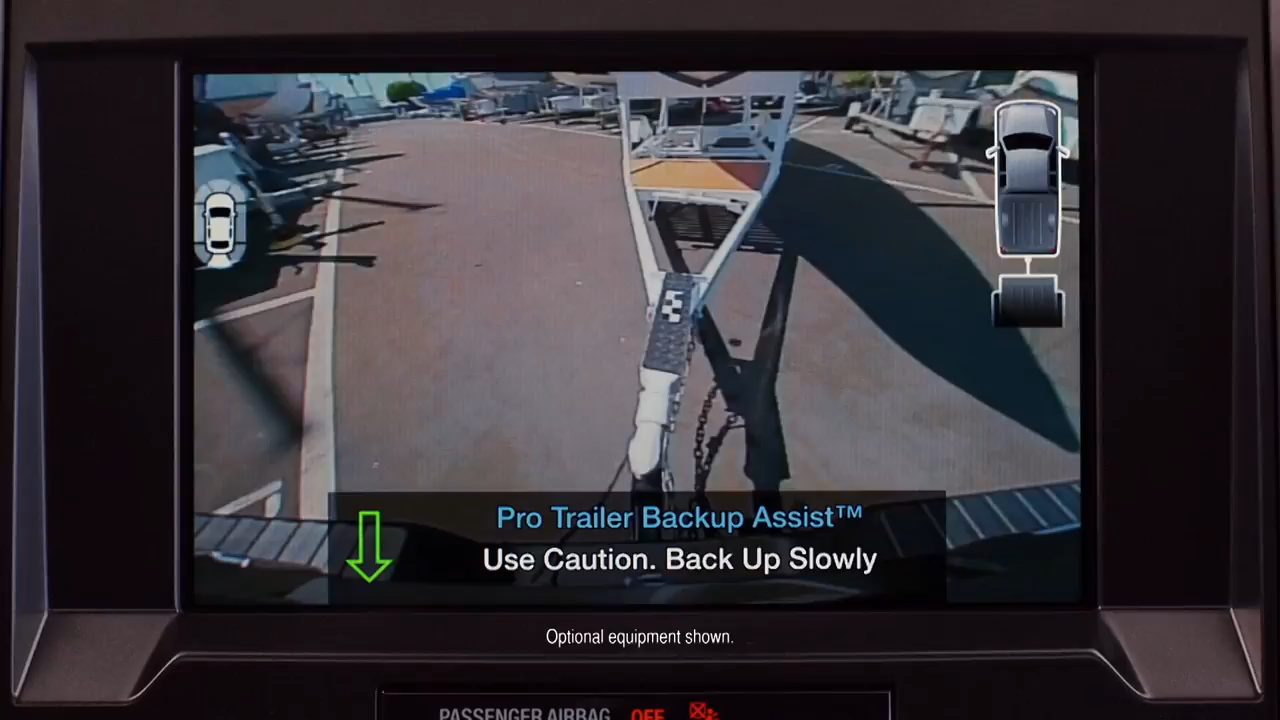 Pro Trailer Backup Assist™
Use Caution. Back Up Slowly
Optional equipment shown.
PASSENGER AIRBAG OFF